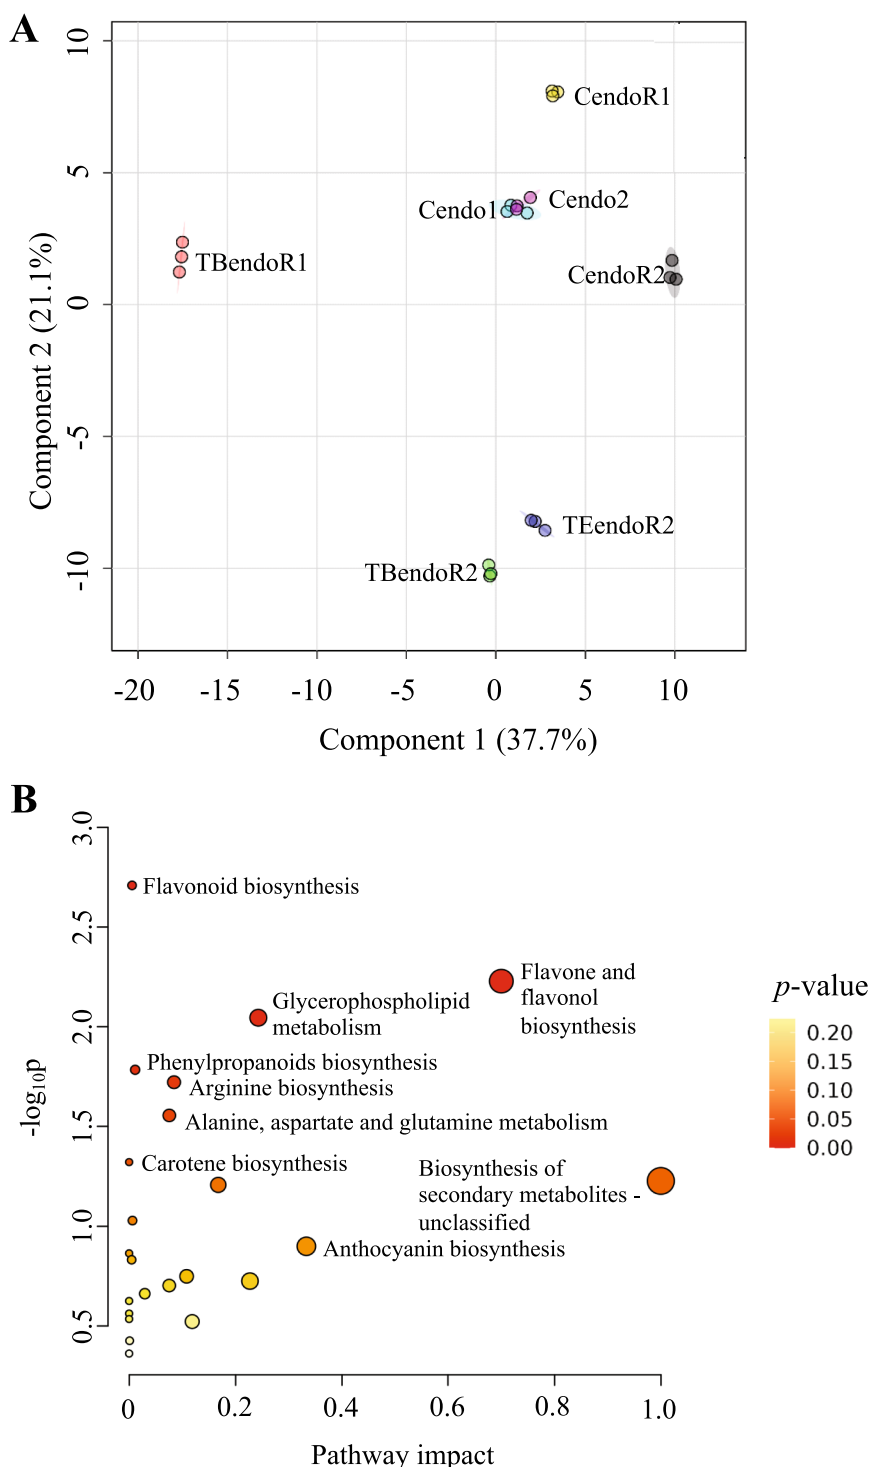 A
10
5
0
-5
-10
Component 2 (21.1%)
CendoR1
Cendo1
Cendo2
TBendoR1
CendoR2
TEendoR2
TBendoR2
-20 -15 -10 -5 0 5 10
Component 1 (37.7%)
B
3.0
2.5
2.0
1.5
1.0
0.5
-log₁₀p
Flavonoid biosynthesis
Flavone and
flavonol
biosynthesis
Glycerophospholipid
metabolism
Phenylpropanoids biosynthesis
Arginine biosynthesis
Alanine, aspartate and glutamine metabolism
Carotene biosynthesis
Biosynthesis of
secondary metabolites -
unclassified
Anthocyanin biosynthesis
p-value
0.20
0.15
0.10
0.05
0.00
0 0.2 0.4 0.6 0.8 1.0
Pathway impact